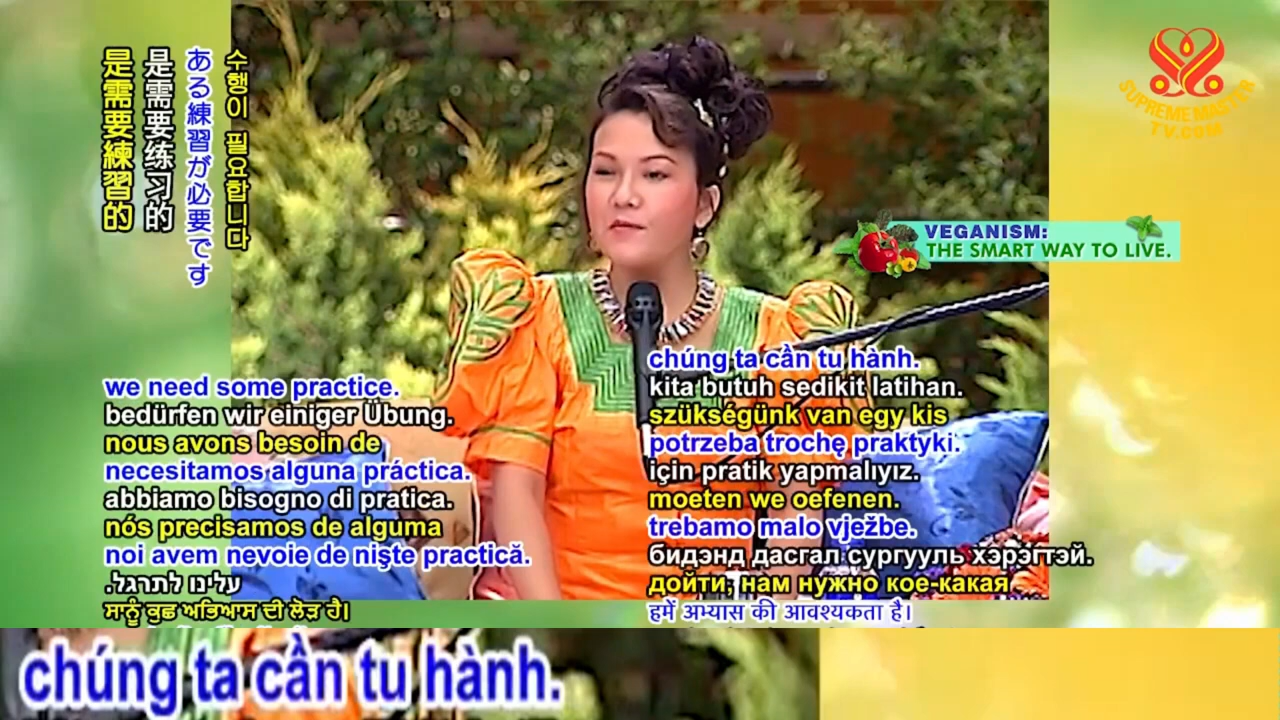 是需要練習的
是需要练习的
ある練習が必要です
수행이 필요합니다
SUPREME MASTER
TV.COM
VEGANISM:
THE SMART WAY TO LIVE.
we need some practice.
bedürfen wir einiger Übung.
nous avons besoin de
necesitamos alguna práctica.
abbiamo bisogno di pratica.
nós precisamos de alguma
noi avem nevoie de nişte practică.
עלינו לתרגל.
ਸਾਨੂੰ ਕੁਛ ਅਭਿਆਸ ਦੀ ਲੋੜ ਹੈ।
chúng ta cần tu hành.
kita butuh sedikit latihan.
szükségünk van egy kis
potrzeba trochę praktyki.
için pratik yapmalıyız.
moeten we oefenen.
trebamo malo vježbe.
бидэнд дасгал сургууль хэрэгтэй.
дойти, нам нужно кое-какая
हमें अभ्यास की आवश्यकता है।
chúng ta cần tu hành.